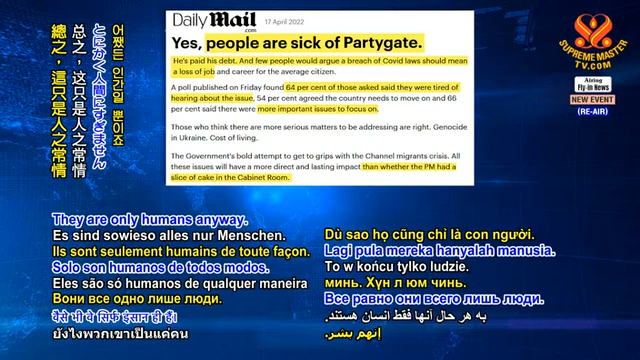 Daily Mail
.com
17 April 2022
Yes, people are sick of Partygate.
He's paid his debt. And few people would argue a breach of Covid laws should mean
a loss of job and career for the average citizen.
A poll published on Friday found 64 per cent of those asked said they were tired of
hearing about the issue, 54 per cent agreed the country needs to move on and 66
per cent said there were more important issues to focus on.
Those who think there are more serious matters to be addressing are right. Genocide
in Ukraine. Cost of living.
The Government's bold attempt to get to grips with the Channel migrants crisis. All
these issues will have a more direct and lasting impact than whether the PM had a
slice of cake in the Cabinet Room.
SUPREME MASTER
TV.COM
Airing
Fly-in News
NEW EVENT
(RE-AIR)
어쨌든 인간일 뿐이죠
とにかく人間にすぎません
总之，这只是人之常情
總之，這只是人之常情
They are only humans anyway.
Es sind sowieso alles nur Menschen.
Ils sont seulement humains de toute façon.
Solo son humanos de todos modos.
Eles são só humanos de qualquer maneira
Вони все одно лише люди.
वैसे भी वे सिर्फ इंसान ही हैं।
ยังไงพวกเขาเป็นแค่คน
Dù sao họ cũng chỉ là con người.
Lagi pula mereka hanyalah manusia.
To w końcu tylko ludzie.
минь. Хүн л юм чинь.
Все равно они всего лишь люди.
به هر حال آنها فقط انسان هستند.
إنهم بشر.